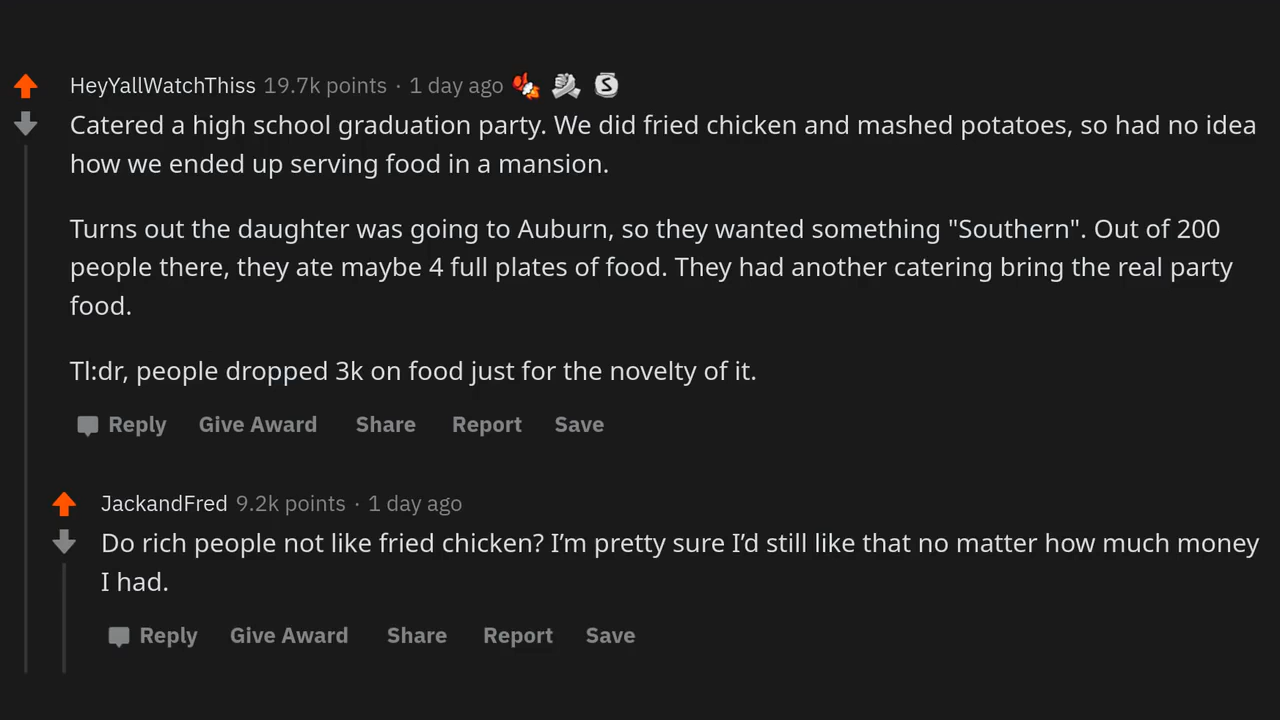 HeyYallWatchThiss 19.7k points · 1 day ago
Catered a high school graduation party. We did fried chicken and mashed potatoes, so had no idea
how we ended up serving food in a mansion.
Turns out the daughter was going to Auburn, so they wanted something "Southern". Out of 200
people there, they ate maybe 4 full plates of food. They had another catering bring the real party
food.
Tl:dr, people dropped 3k on food just for the novelty of it.
Reply Give Award Share Report Save
JackandFred 9.2k points · 1 day ago
Do rich people not like fried chicken? I’m pretty sure I’d still like that no matter how much money
I had.
Reply Give Award Share Report Save